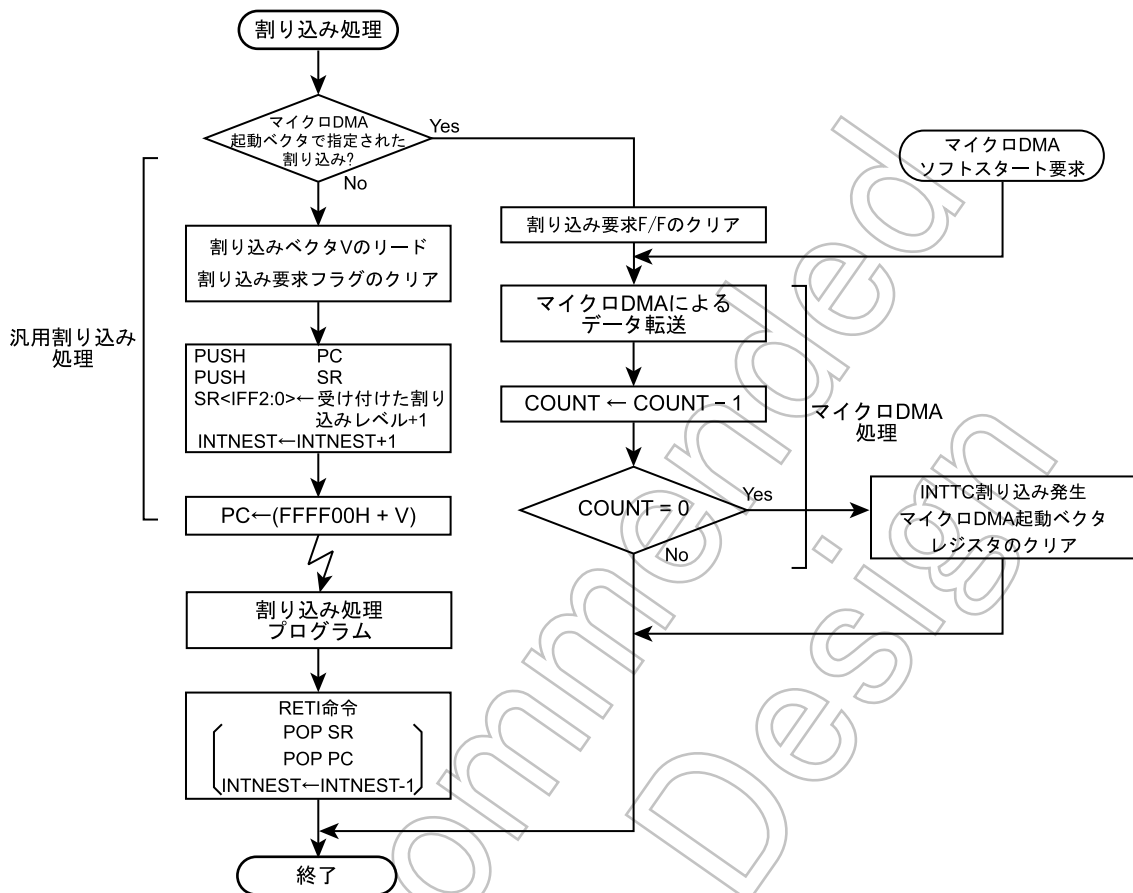 割り込み処理
マイクロDMA
起動ベクタで指定された
割り込み?
Yes
No
マイクロDMA
ソフトスタート要求
割り込み要求F/Fのクリア
割り込みベクタVのリード
割り込み要求フラグのクリア
マイクロDMAによる
データ転送
汎用割り込み
処理
PUSH PC
PUSH SR
SR<IFF2:0>←受け付けた割り
込みレベル+1
INTNEST←INTNEST+1
COUNT ← COUNT − 1
マイクロDMA
処理
PC←(FFFF00H + V)
COUNT = 0
Yes
No
INTTC割り込み発生
マイクロDMA起動ベクタ
レジスタのクリア
割り込み処理
プログラム
RETI命令
POP SR
POP PC
INTNEST←INTNEST-1
終了
ommended
Design